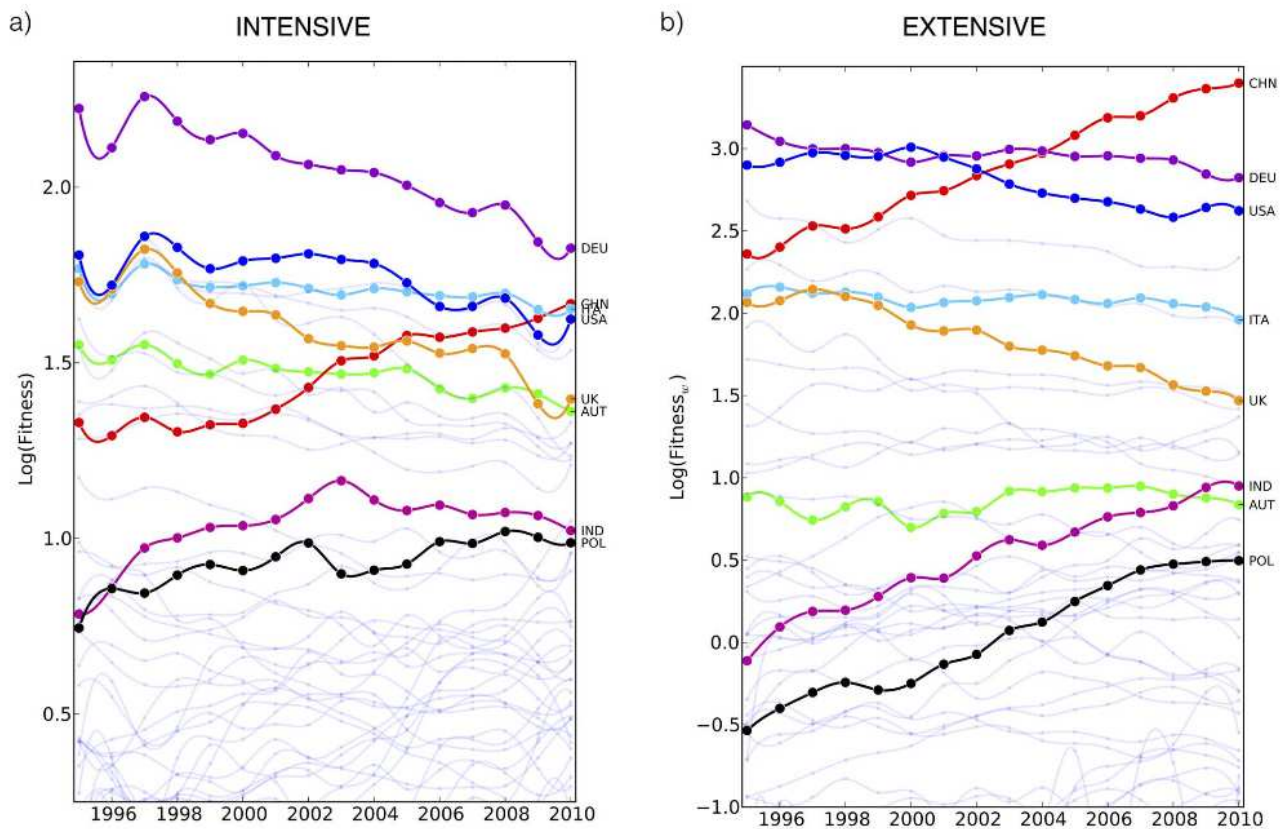 a)
INTENSIVE
Log(Fitness)
2.0
1.5
1.0
0.5
1996 1998 2000 2002 2004 2006 2008 2010
DEU
CHN
ITA
USA
UK
AUT
IND
POL
b)
EXTENSIVE
Log(Fitness_w)
3.0
2.5
2.0
1.5
1.0
0.5
0.0
−0.5
−1.0
1996 1998 2000 2002 2004 2006 2008 2010
CHN
DEU
USA
ITA
UK
IND
AUT
POL